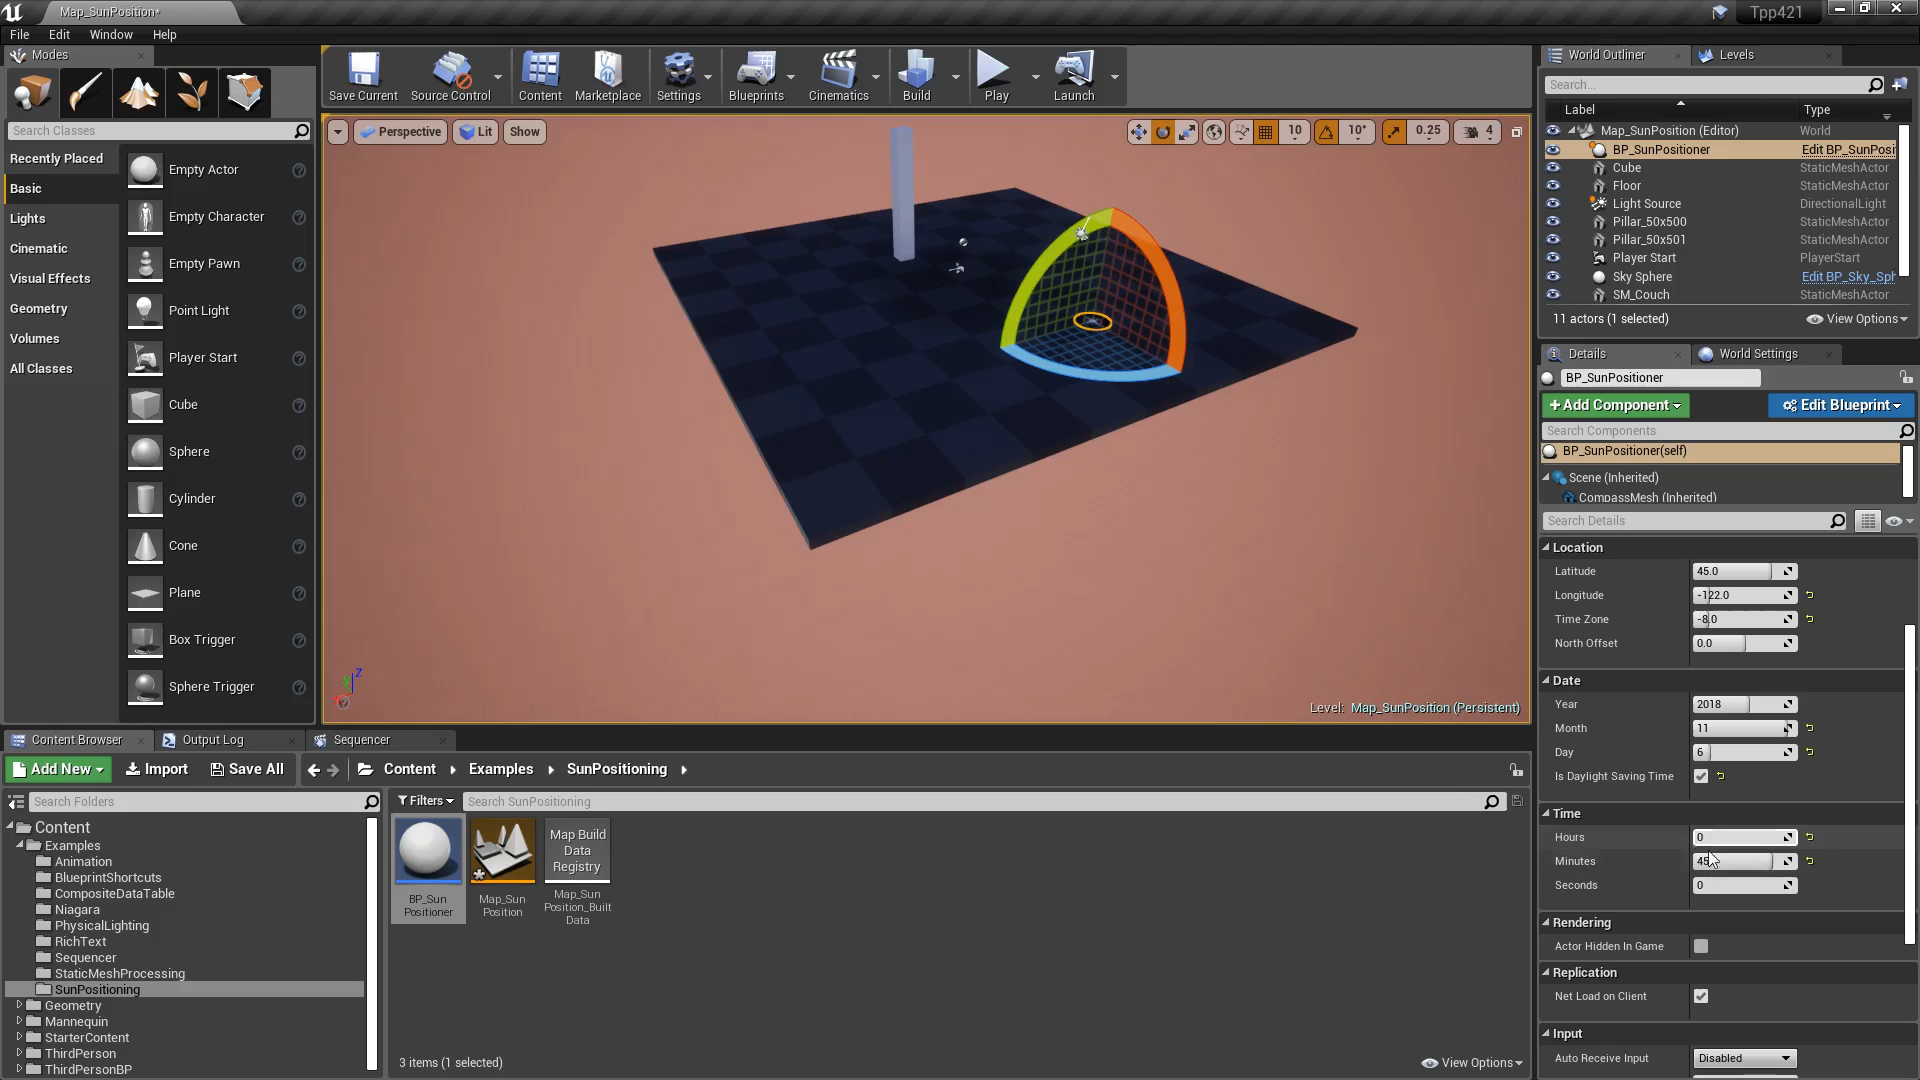 Map_SunPosition*
Tpp421
File Edit Window Help
Modes
Search Classes
Recently Placed
Basic
Lights
Cinematic
Visual Effects
Geometry
Volumes
All Classes
Empty Actor
Empty Character
Empty Pawn
Point Light
Player Start
Cube
Sphere
Cylinder
Cone
Plane
Box Trigger
Sphere Trigger
Save Current Source Control Content Marketplace Settings Blueprints Cinematics Build Play Launch
Perspective Lit Show
10 10° 0.25 4
Z
Level: Map_SunPosition (Persistent)
World Outliner Levels
Search...
Label Type
Map_SunPosition (Editor) World
BP_SunPositioner Edit BP_SunPosit
Cube StaticMeshActor
Floor StaticMeshActor
Light Source DirectionalLight
Pillar_50x500 StaticMeshActor
Pillar_50x501 StaticMeshActor
Player Start PlayerStart
Sky Sphere Edit BP_Sky_Sph
SM_Couch StaticMeshActor
11 actors (1 selected) View Options
Details World Settings
BP_SunPositioner
+Add Component Edit Blueprint
Search Components
BP_SunPositioner(self)
Scene (Inherited)
CompassMesh (Inherited)
Search Details
Location
Latitude 45.0
Longitude -122.0
Time Zone -8.0
North Offset 0.0
Date
Year 2018
Month 11
Day 6
Is Daylight Saving Time
Time
Hours 0
Minutes 45
Seconds 0
Rendering
Actor Hidden In Game
Replication
Net Load on Client
Input
Auto Receive Input Disabled
Content Browser Output Log Sequencer
Add New Import Save All Content Examples SunPositioning
Search Folders
Filters Search SunPositioning
Content
Examples
Animation
BlueprintShortcuts
CompositeDataTable
Niagara
PhysicalLighting
RichText
Sequencer
StaticMeshProcessing
SunPositioning
Geometry
Mannequin
StarterContent
ThirdPerson
ThirdPersonBP
BP_Sun
Positioner
Map_Sun
Position
Map Build
Data
Registry
Map_Sun
Position_Built
Data
3 items (1 selected) View Options